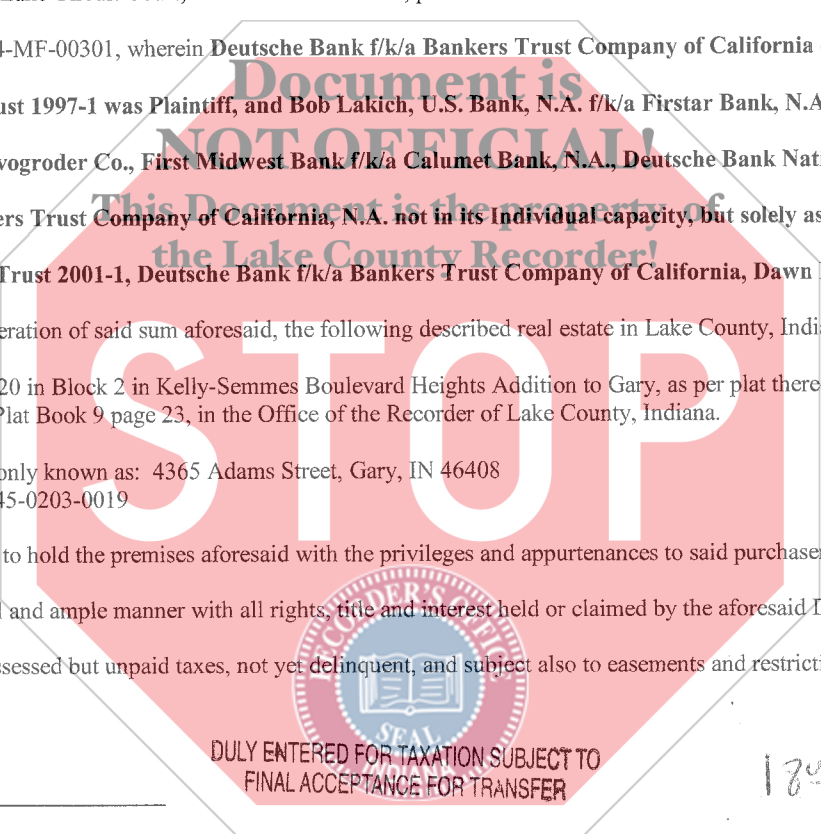 4-MF-00301, wherein Deutsche Bank f/k/a Bankers Trust Company of California
Document is
ust 1997-1 was Plaintiff, and Bob Lakich, U.S. Bank, N.A. f/k/a Firstar Bank, N.A
NOT OFFICIAL!
vogroder Co., First Midwest Bank f/k/a Calumet Bank, N.A., Deutsche Bank Nati
This Document is the property of
ers Trust Company of California, N.A. not in its Individual capacity, but solely as
the Lake County Recorder!
Trust 2001-1, Deutsche Bank f/k/a Bankers Trust Company of California, Dawn
eration of said sum aforesaid, the following described real estate in Lake County, Indi
STOP
20 in Block 2 in Kelly-Semmes Boulevard Heights Addition to Gary, as per plat there
Plat Book 9 page 23, in the Office of the Recorder of Lake County, Indiana.
only known as: 4365 Adams Street, Gary, IN 46408
45-0203-0019
to hold the premises aforesaid with the privileges and appurtenances to said purchaser
and ample manner with all rights, title and interest held or claimed by the aforesaid D
ssessed but unpaid taxes, not yet delinquent, and subject also to easements and restricti
RECORDER'S OFFICE
SEAL
INDIANA
DULY ENTERED FOR TAXATION SUBJECT TO
FINAL ACCEPTANCE FOR TRANSFER